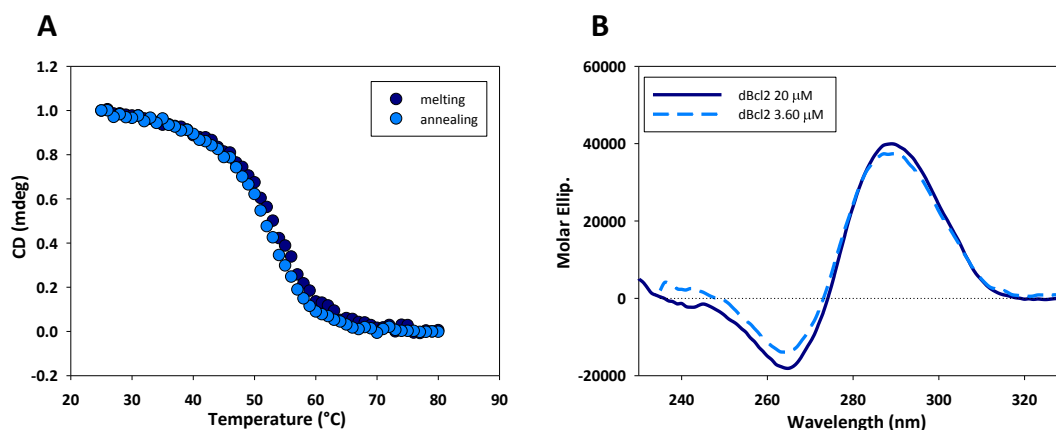 A
CD (mdeg)
1.2
1.0
0.8
0.6
0.4
0.2
0.0
-0.2
melting
annealing
20 30 40 50 60 70 80 90
Temperature (°C)
B
Molar Ellip.
60000
40000
20000
0
-20000
dBcl2 20 μM
dBcl2 3.60 μM
240 260 280 300 320
Wavelength (nm)